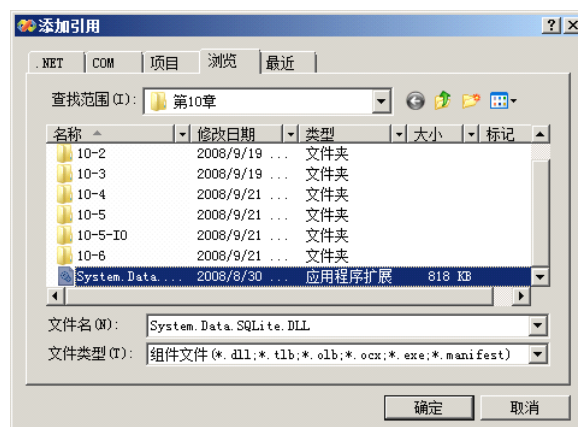 添加引用
.NET COM 项目 浏览 最近
查找范围(I): 第10章
名称 修改日期 类型 大小 标记
10-2 2008/9/19 ... 文件夹
10-3 2008/9/19 ... 文件夹
10-4 2008/9/21 ... 文件夹
10-5 2008/9/21 ... 文件夹
10-5-IO 2008/9/21 ... 文件夹
10-6 2008/9/21 ... 文件夹
System.Data.... 2008/8/30 ... 应用程序扩展 818 KB
文件名(N): System.Data.SQLite.DLL
文件类型(T): 组件文件(*.dll;*.tlb;*.olb;*.ocx;*.exe;*.manifest)
确定 取消